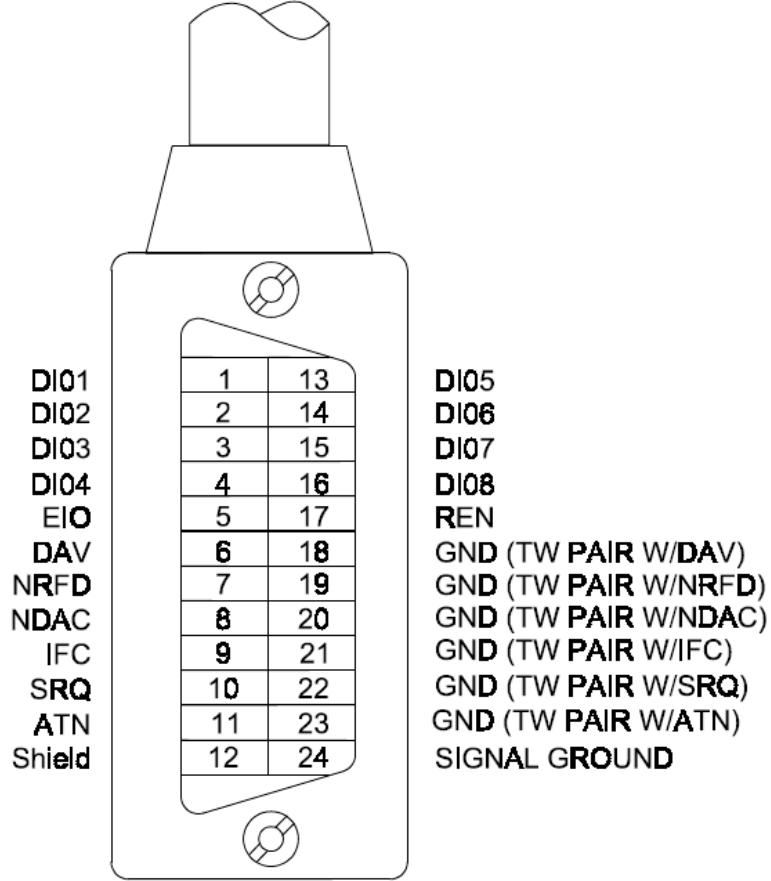 DI01 1 13 DI05
DI02 2 14 DI06
DI03 3 15 DI07
DI04 4 16 DI08
EIO 5 17 REN
DAV 6 18 GND (TW PAIR W/DAV)
NRFD 7 19 GND (TW PAIR W/NRFD)
NDAC 8 20 GND (TW PAIR W/NDAC)
IFC 9 21 GND (TW PAIR W/IFC)
SRQ 10 22 GND (TW PAIR W/SRQ)
ATN 11 23 GND (TW PAIR W/ATN)
Shield 12 24 SIGNAL GROUND